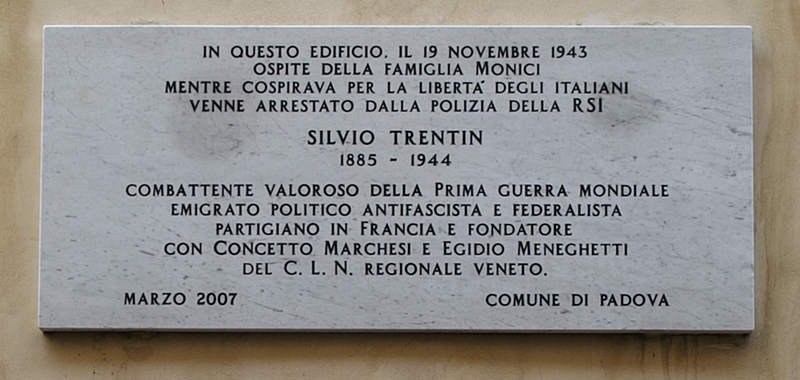 IN QUESTO EDIFICIO, IL 19 NOVEMBRE 1943
OSPITE DELLA FAMIGLIA MONICI
MENTRE COSPIRAVA PER LA LIBERTA' DEGLI ITALIANI
VENNE ARRESTATO DALLA POLIZIA DELLA RSI
SILVIO TRENTIN
1885 - 1944
COMBATTENTE VALOROSO DELLA PRIMA GUERRA MONDIALE
EMIGRATO POLITICO ANTIFASCISTA E FEDERALISTA
PARTIGIANO IN FRANCIA E FONDATORE
CON CONCETTO MARCHESI E EGIDIO MENEGHETTI
DEL C. L. N. REGIONALE VENETO.
MARZO 2007 COMUNE DI PADOVA